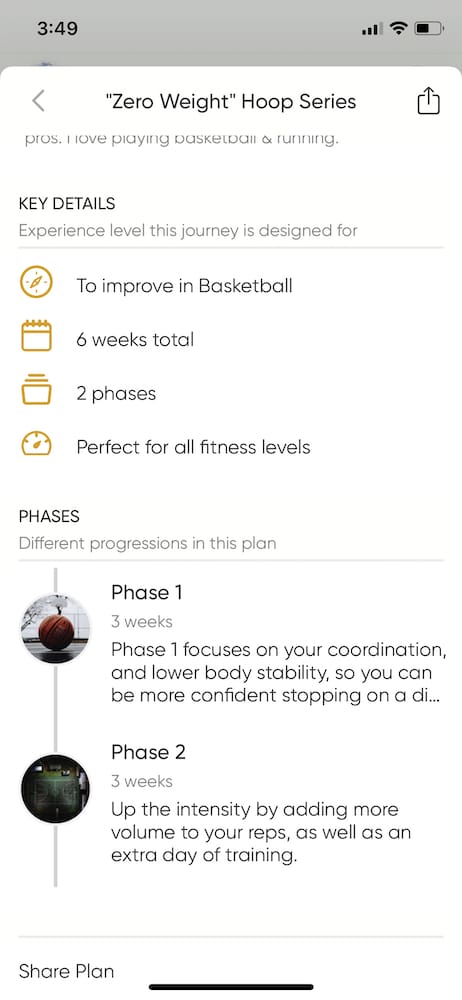 3:49
"Zero Weight" Hoop Series
pros. I love playing basketball & running.
KEY DETAILS
Experience level this journey is designed for
To improve in Basketball
6 weeks total
2 phases
Perfect for all fitness levels
PHASES
Different progressions in this plan
Phase 1
3 weeks
Phase 1 focuses on your coordination,
and lower body stability, so you can
be more confident stopping on a di...
Phase 2
3 weeks
Up the intensity by adding more
volume to your reps, as well as an
extra day of training.
Share Plan